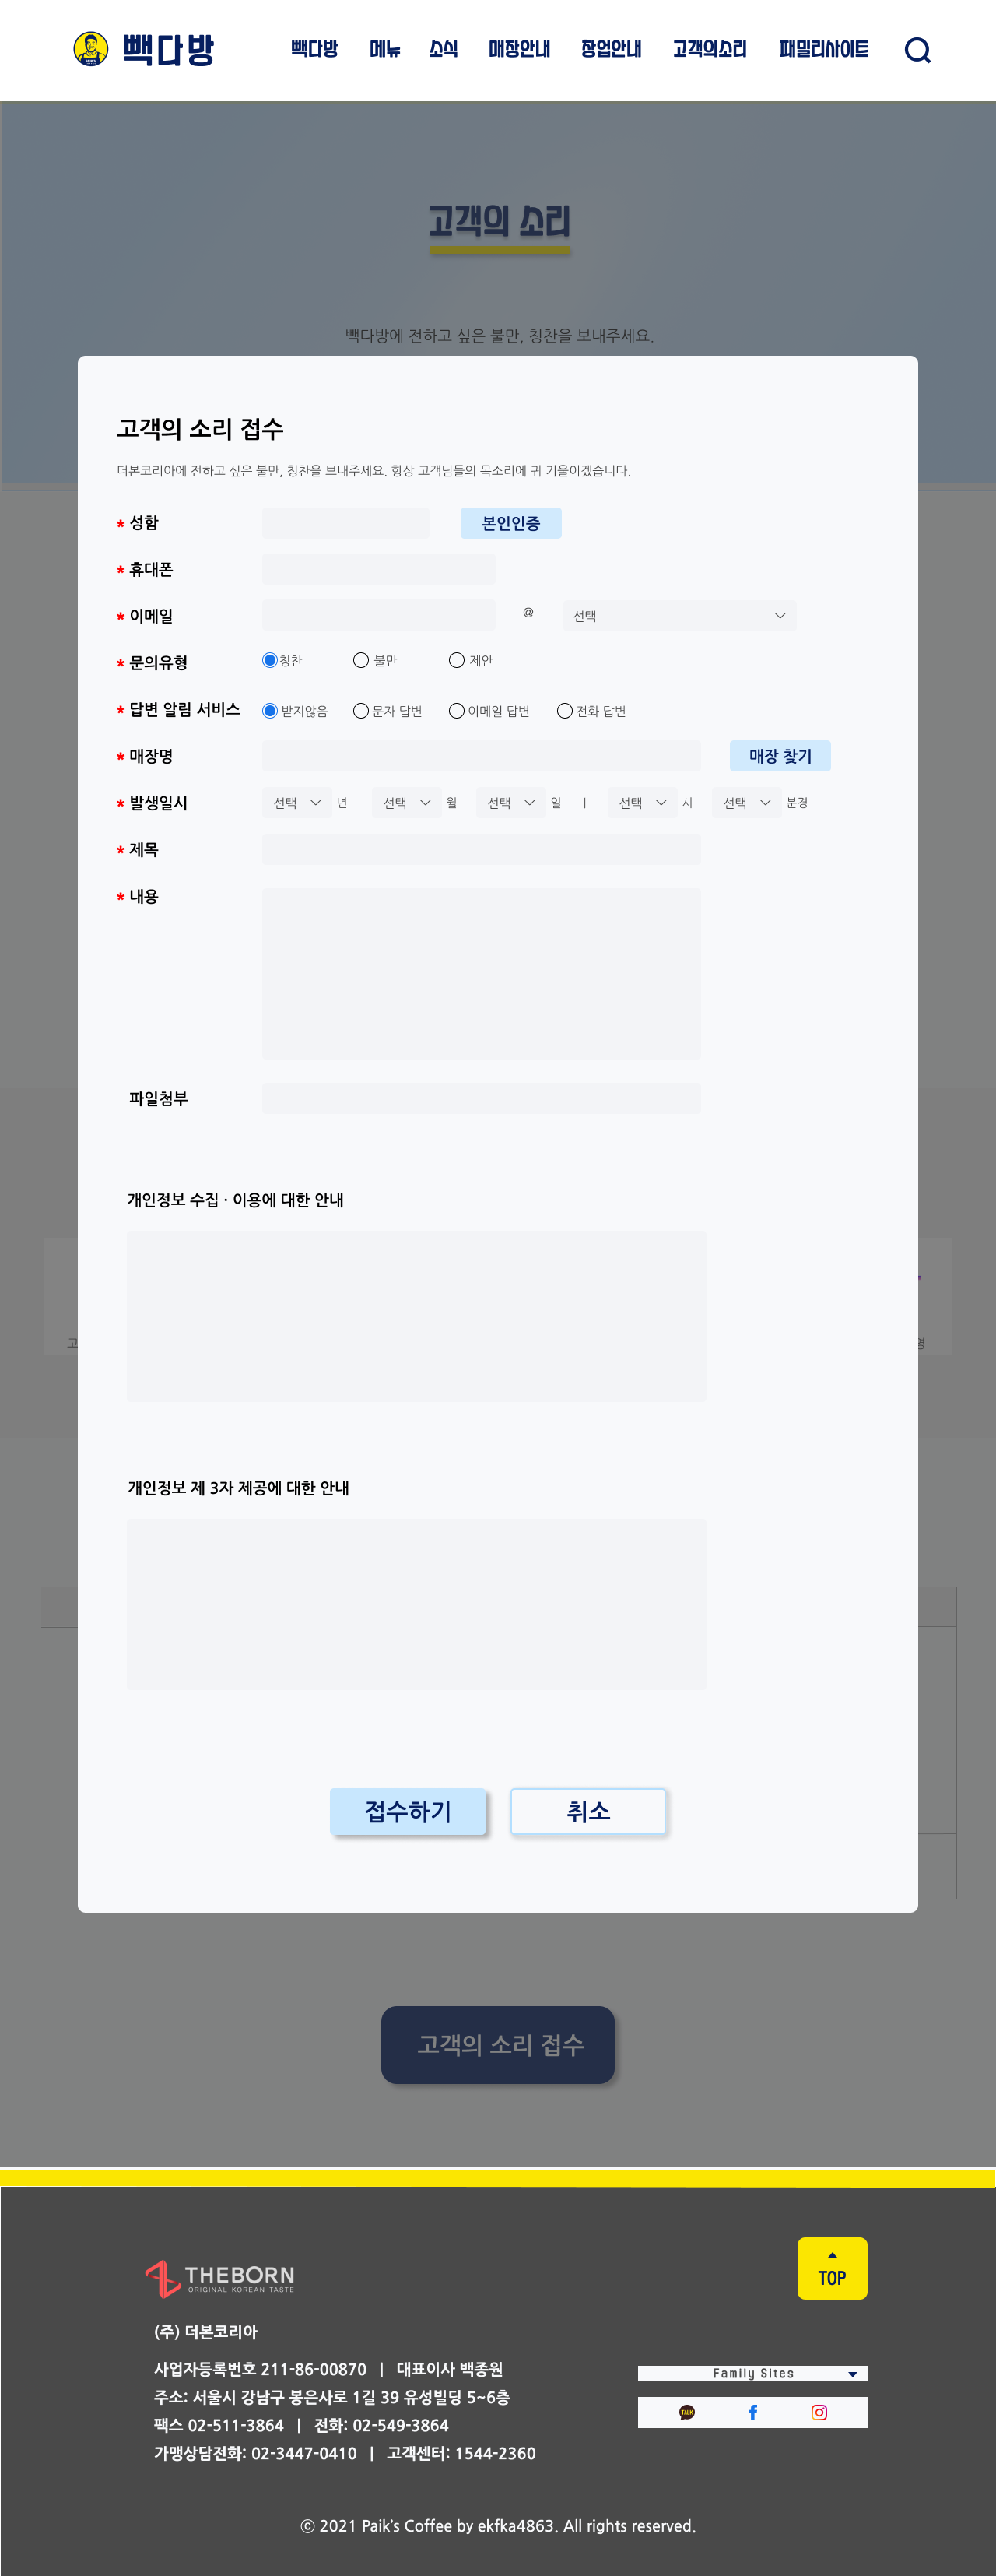 빽다방
빽다방 메뉴 소식 매장안내 창업안내 고객의소리 패밀리사이트
고객의 소리
빽다방에 전하고 싶은 불만, 칭찬을 보내주세요.
고객의 소리 접수
더본코리아에 전하고 싶은 불만, 칭찬을 보내주세요. 항상 고객님들의 목소리에 귀 기울이겠습니다.
* 성함 본인인증
* 휴대폰
* 이메일 @ 선택
* 문의유형 칭찬 불만 제안
* 답변 알림 서비스 받지않음 문자 답변 이메일 답변 전화 답변
* 매장명 매장 찾기
* 발생일시 선택 년 선택 월 선택 일 | 선택 시 선택 분경
* 제목
* 내용
파일첨부
개인정보 수집 · 이용에 대한 안내
고
개인정보 제 3자 제공에 대한 안내
접수하기 취소
고객의 소리 접수
THEBORN
ORIGINAL KOREAN TASTE
TOP
(주) 더본코리아
사업자등록번호 211-86-00870 | 대표이사 백종원
Family Sites
주소: 서울시 강남구 봉은사로 1길 39 유성빌딩 5~6층
TALK
팩스 02-511-3864 | 전화: 02-549-3864
가맹상담전화: 02-3447-0410 | 고객센터: 1544-2360
ⓒ 2021 Paik's Coffee by ekfka4863. All rights reserved.